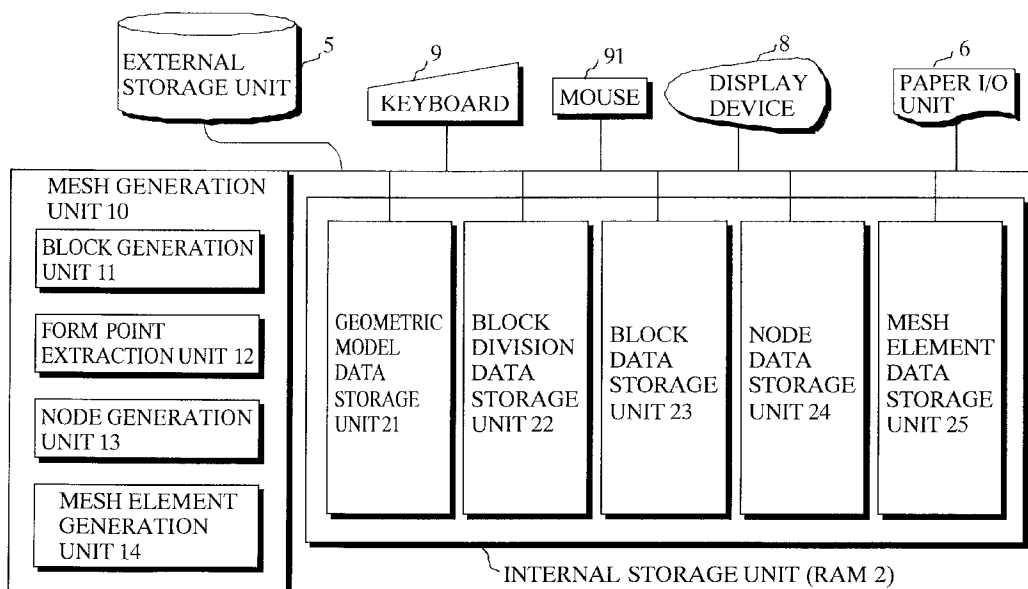 5
EXTERNAL
STORAGE UNIT
9
KEYBOARD
91
MOUSE
8
DISPLAY
DEVICE
6
PAPER I/O
UNIT
MESH GENERATION
UNIT 10
BLOCK GENERATION
UNIT 11
FORM POINT
EXTRACTION UNIT 12
NODE GENERATION
UNIT 13
MESH ELEMENT
GENERATION
UNIT 14
GEOMETRIC
MODEL
DATA
STORAGE
UNIT 21
BLOCK
DIVISION
DATA
STORAGE
UNIT 22
BLOCK
DATA
STORAGE
UNIT 23
NODE
DATA
STORAGE
UNIT 24
MESH
ELEMENT
DATA
STORAGE
UNIT 25
INTERNAL STORAGE UNIT (RAM 2)